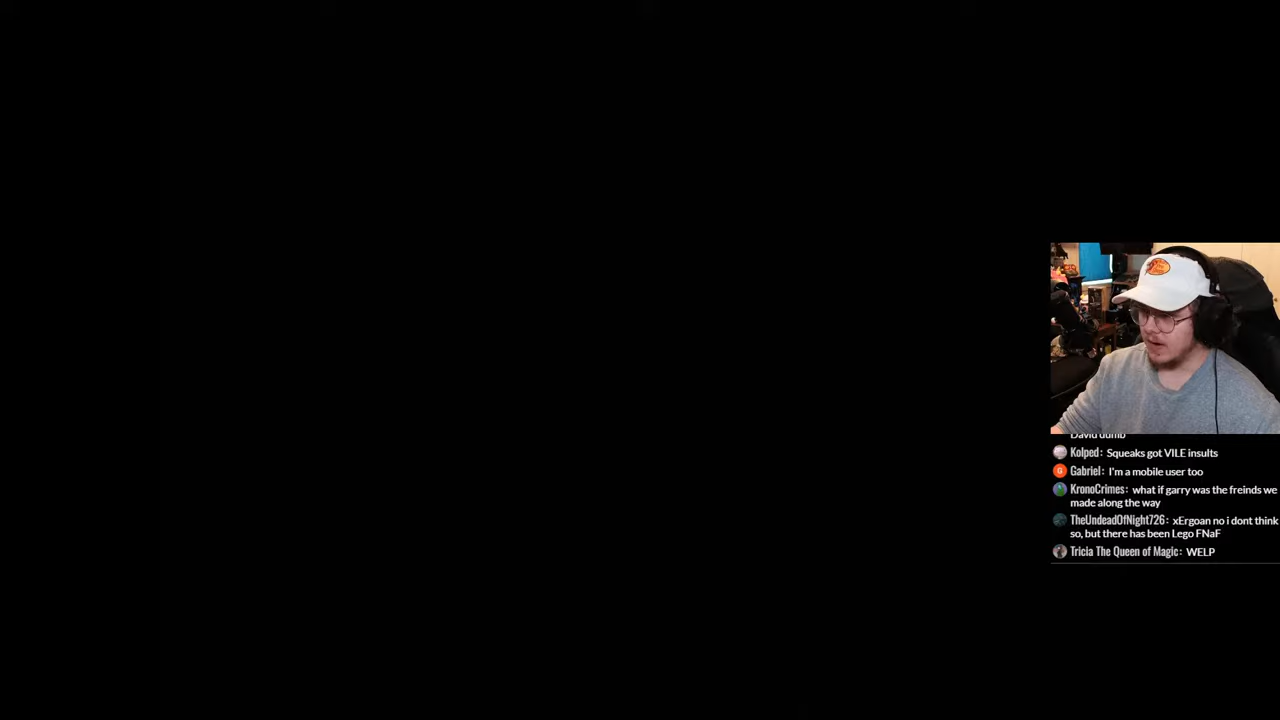 David dumb
Kolped: Squeaks got VILE insults
Gabriel: I'm a mobile user too
KronoCrimes: what if garry was the freinds we
made along the way
TheUndeadOfNight726: xErgoan no i dont think
so, but there has been Lego FNaF
Tricia The Queen of Magic: WELP